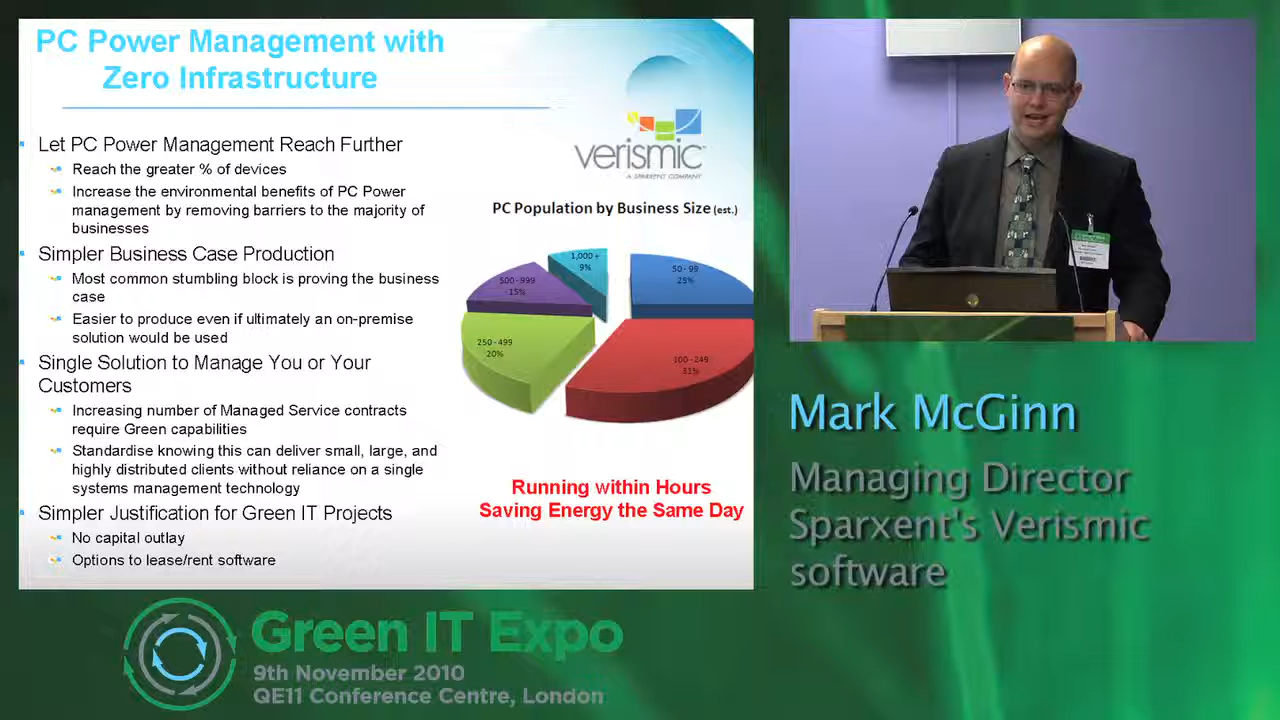 PC Power Management with
Zero Infrastructure
Let PC Power Management Reach Further
Reach the greater % of devices
Increase the environmental benefits of PC Power
management by removing barriers to the majority of
businesses
Simpler Business Case Production
Most common stumbling block is proving the business
case
Easier to produce even if ultimately an on-premise
solution would be used
Single Solution to Manage You or Your
Customers
Increasing number of Managed Service contracts
require Green capabilities
Standardise knowing this can deliver small, large, and
highly distributed clients without reliance on a single
systems management technology
Simpler Justification for Green IT Projects
No capital outlay
Options to lease/rent software
verismic
A SPARXENT COMPANY
PC Population by Business Size (est.)
1,000 +
9%
50 - 99
25%
500 - 999
15%
250 - 499
20%
100 - 249
31%
Running within Hours
Saving Energy the Same Day
Mark McGinn
Managing Director
Sparxent's Verismic
software
Green IT Expo
9th November 2010
QE11 Conference Centre, London